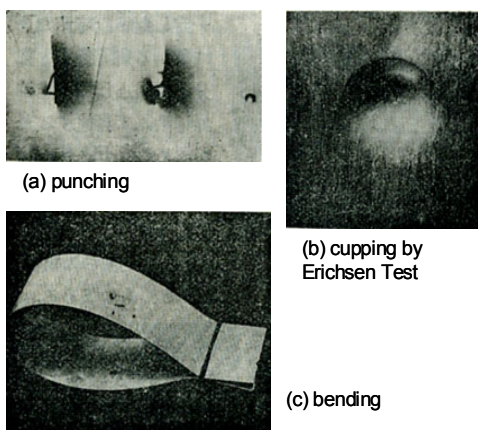 (a) punching
(b) cupping by
Erichsen Test
(c) bending